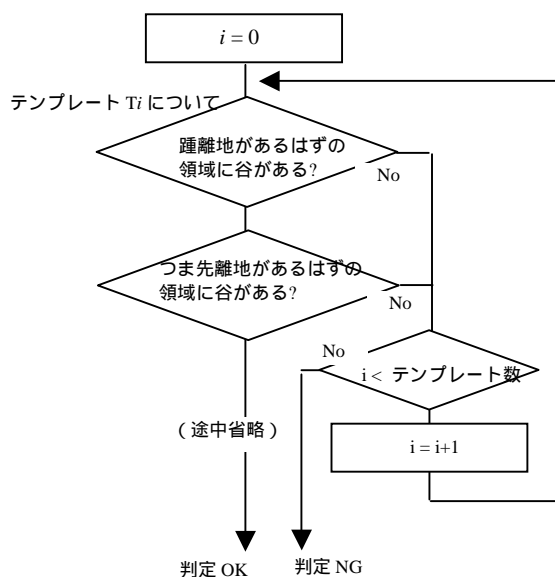 i = 0
テンプレート Ti について
踵離地があるはずの
領域に谷がある?
No
つま先離地があるはずの
領域に谷がある?
No
No
i < テンプレート数
(途中省略)
i = i+1
判定 OK
判定 NG